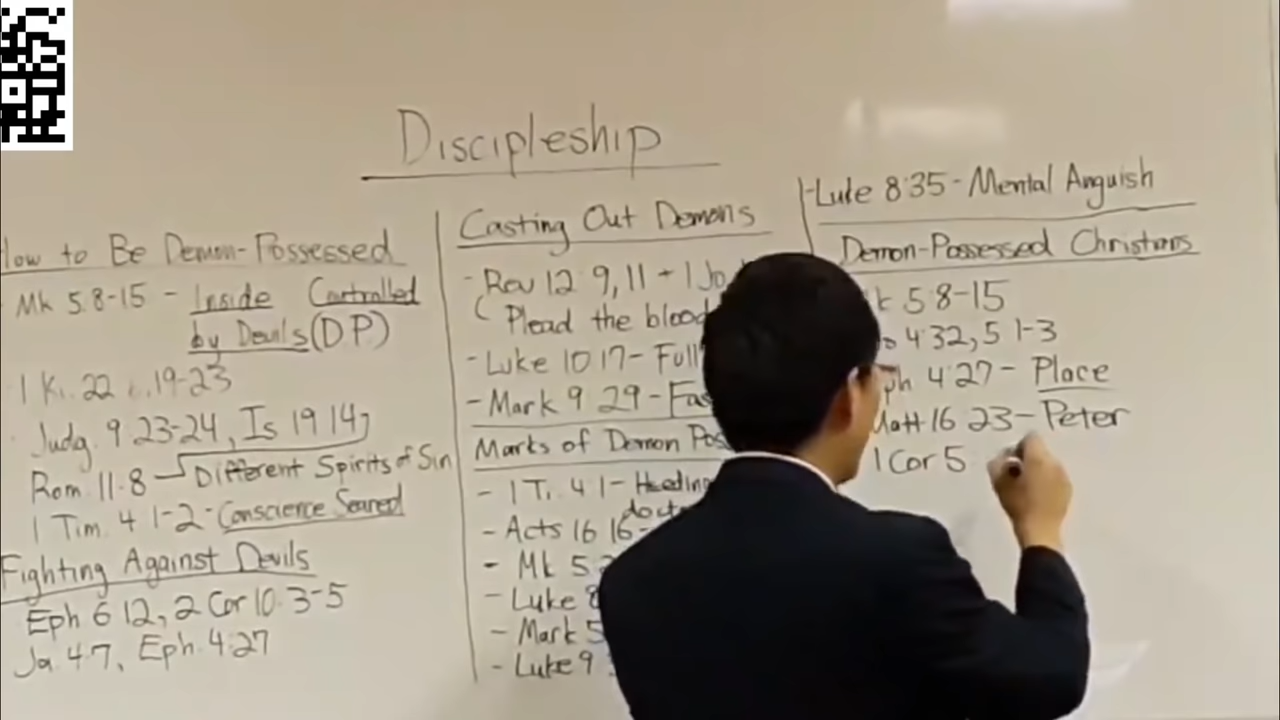 Discipleship
How to Be Demon-Possessed
Mk 5:8-15 - Inside Controlled
by Devils (D.P.)
1 Ki. 22 19-23
Judg. 9 23-24, Is 19 14
Rom. 11-8 Different Spirits of Sin
1 Tim. 4 1-2 - Conscience Seared
Fighting Against Devils
Eph 6 12, 2 Cor 10. 3-5
Ja. 4:7, Eph. 4:27
Casting Out Demons
- Rev 12 9, 11 + 1
( Plead the blood
- Luke 10 17 -
- Mark 9 29 -
Marks of Demon
- 1 Ti. 4 1 - Heeding
- Acts 16 16 -
- Mk 5
- Luke 8
- Mark 5
- Luke 9
- Luke 8:35 - Mental Anguish
Demon-Possessed Christians
5:8-15
4:32, 5 1-3
4:27 - Place
Matt 16 23 - Peter
1 Cor 5